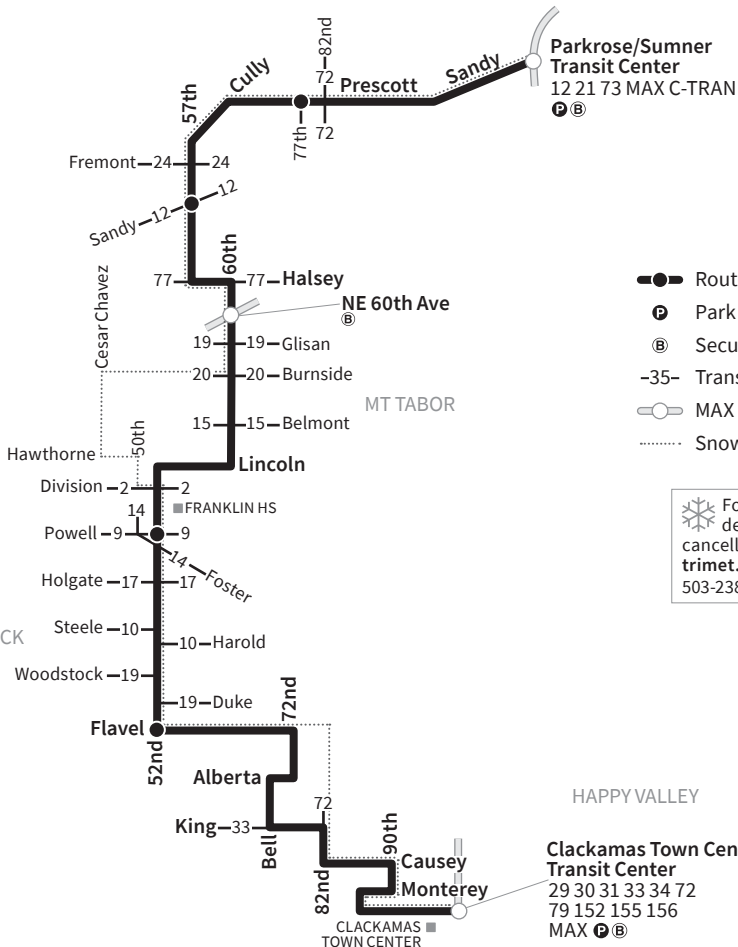 Parkrose/Sumner
Transit Center
12 21 73 MAX C-TRAN
P B
Sandy
Prescott
Cully
82nd
72
72
77th
57th
Fremont 24 24
Sandy 12 12
60th
77 77 Halsey
NE 60th Ave
B
Cesar Chavez
19 19 Glisan
20 20 Burnside
15 15 Belmont
MT TABOR
Hawthorne
50th
Lincoln
Division 2 2
FRANKLIN HS
14
Powell 9 9
14 Foster
Holgate 17 17
Steele 10
10 Harold
CK
Woodstock 19
19 Duke
Flavel
52nd
72nd
Alberta
72
King 33
Bell
82nd
90th
Causey
Monterey
CLACKAMAS
TOWN CENTER
HAPPY VALLEY
Clackamas Town Cen
Transit Center
29 30 31 33 34 72
79 152 155 156
MAX P B
Rout
P Park
B Secu
35 Trans
MAX
Snow
Fo
de
cancell
trimet.
503-238